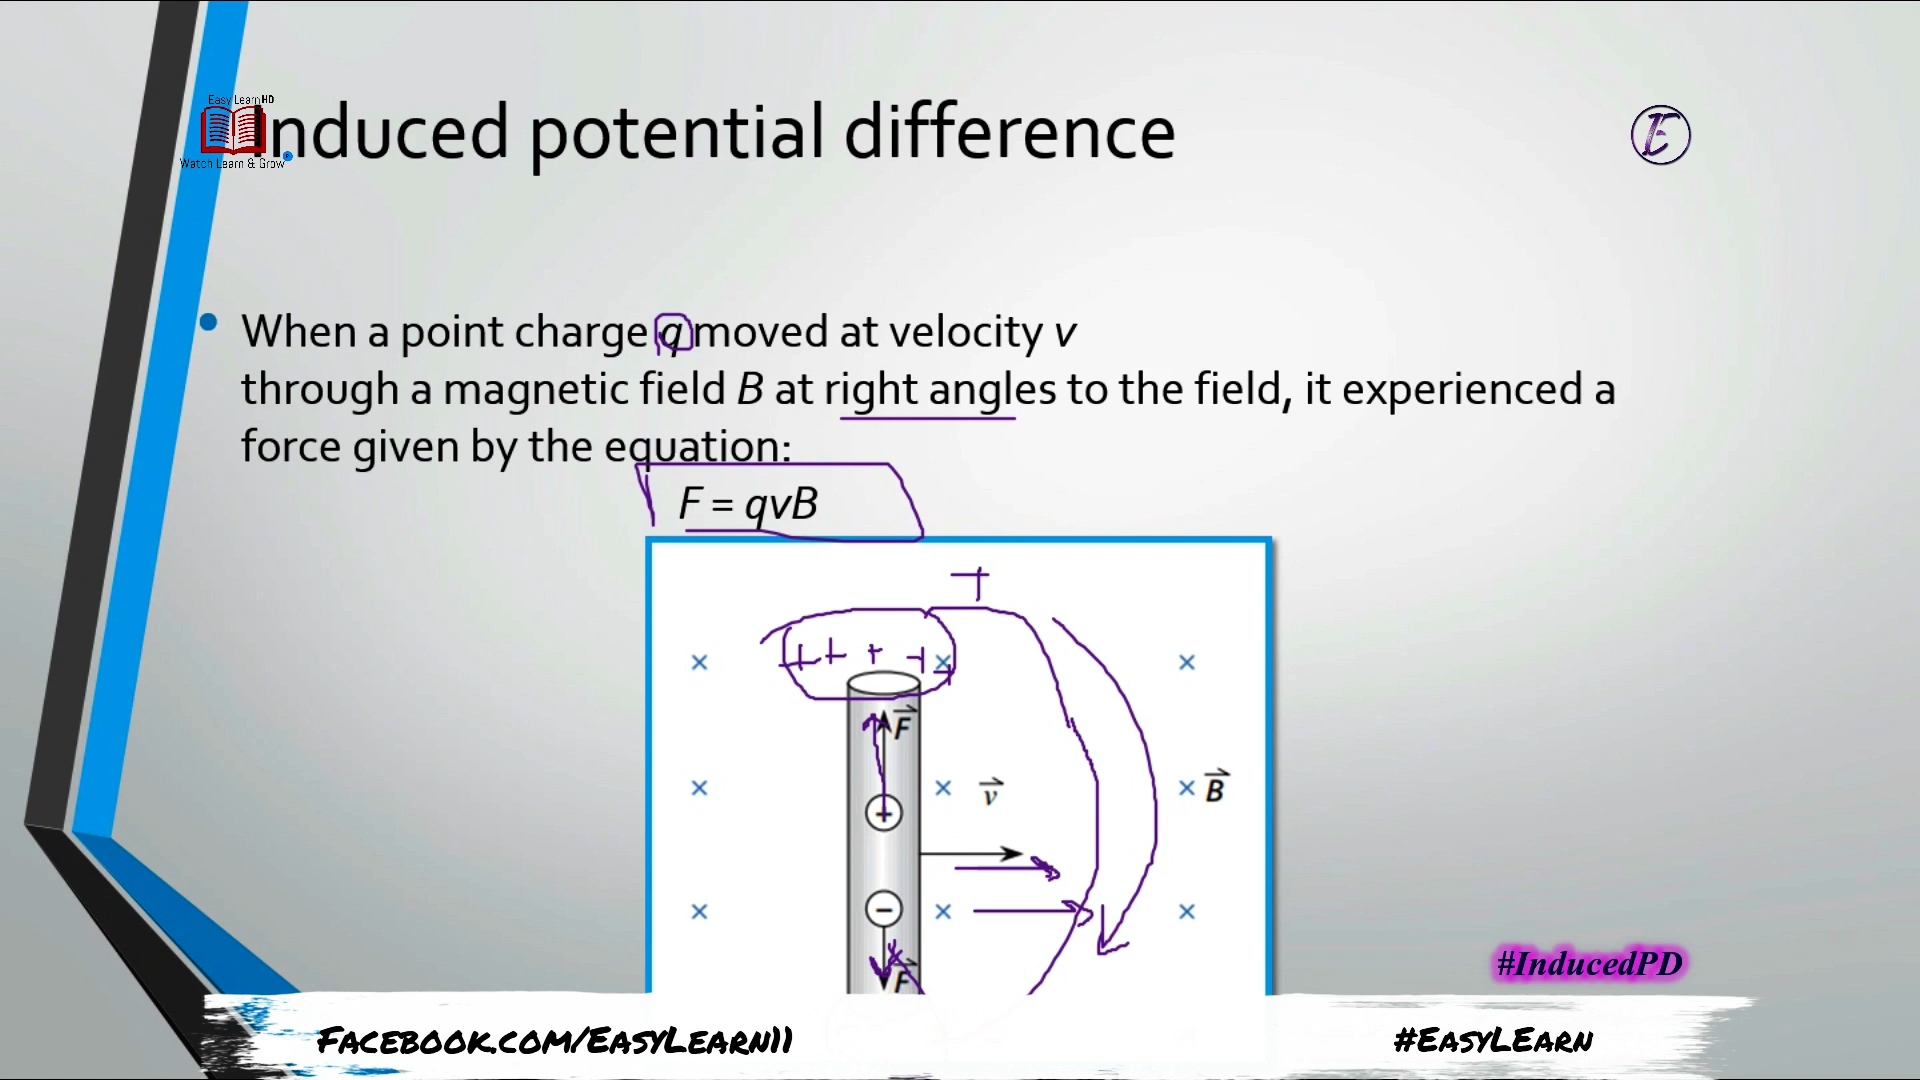 Easy Learn HD
Watch Learn & Grow
Induced potential difference
E
• When a point charge q moved at velocity v
through a magnetic field B at right angles to the field, it experienced a
force given by the equation:
F = qvB
+
+ + + + +
× × ×
F
× × v × B
+
−
× × ×
F
#InducedPD
Facebook.com/EasyLearn11
#EasyLEarn